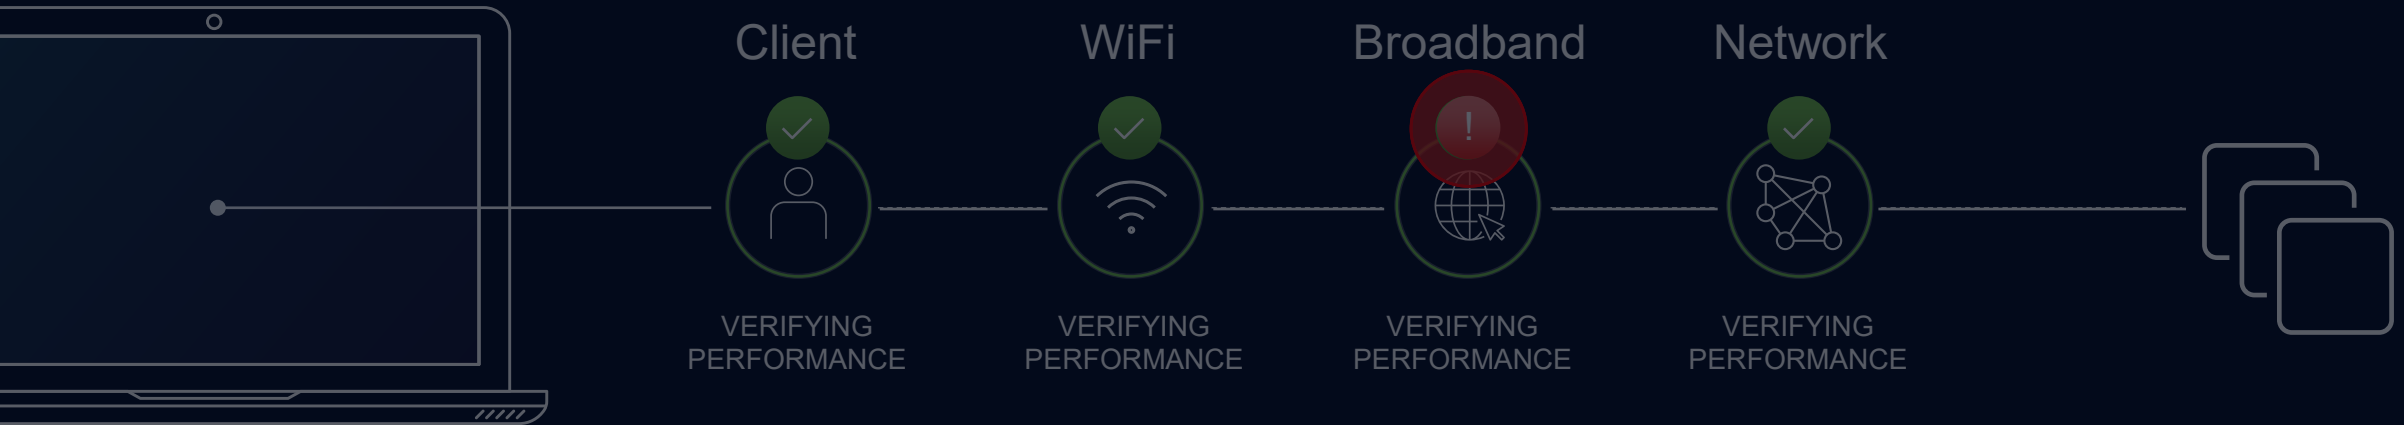 Client WiFi Broadband Network
!
VERIFYING PERFORMANCE
VERIFYING PERFORMANCE
VERIFYING PERFORMANCE
VERIFYING PERFORMANCE